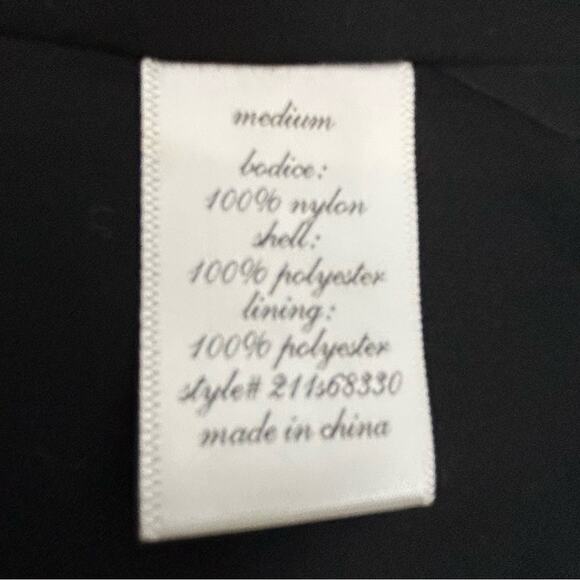 medium
bodice:
100% nylon
shell:
100% polyester
lining:
100% polyester
style# 211s68330
made in china